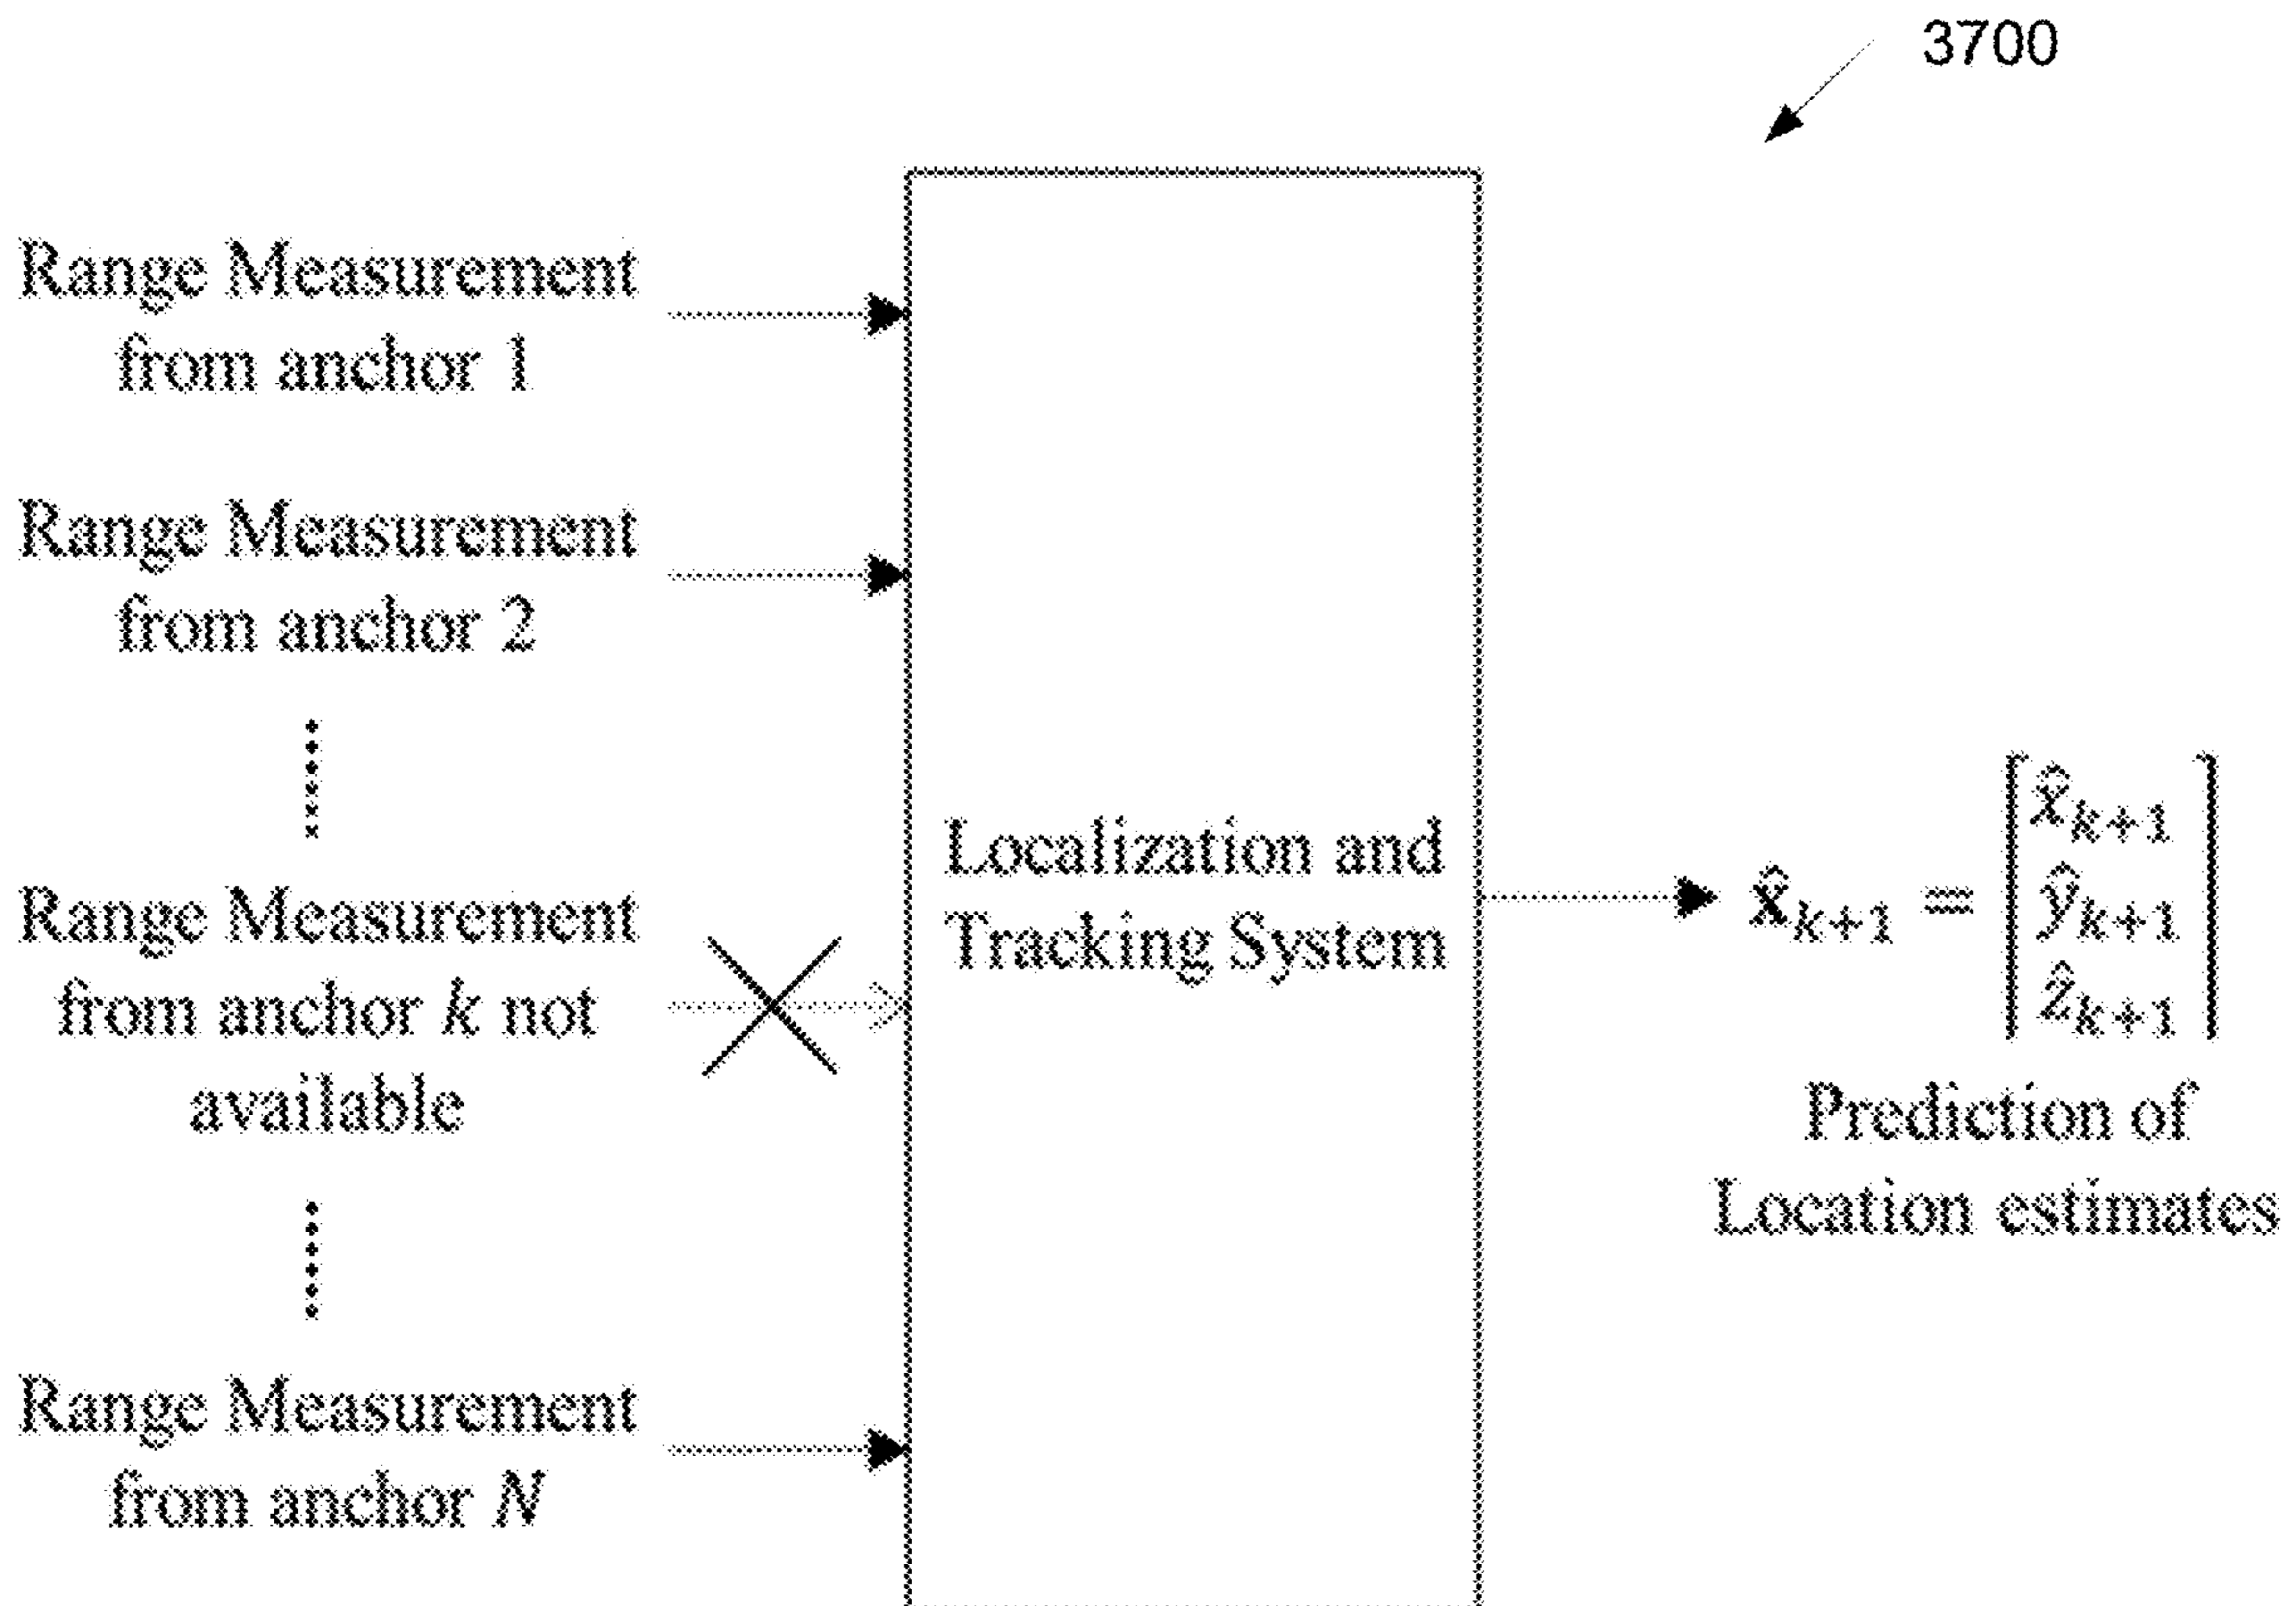 3700
Range Measurement
from anchor 1
Range Measurement
from anchor 2
Range Measurement
from anchor k not
available
Range Measurement
from anchor N
Localization and
Tracking System
x̂ₖ₊₁ = [x̂ₖ₊₁
ŷₖ₊₁
ẑₖ₊₁]
Prediction of
Location estimates